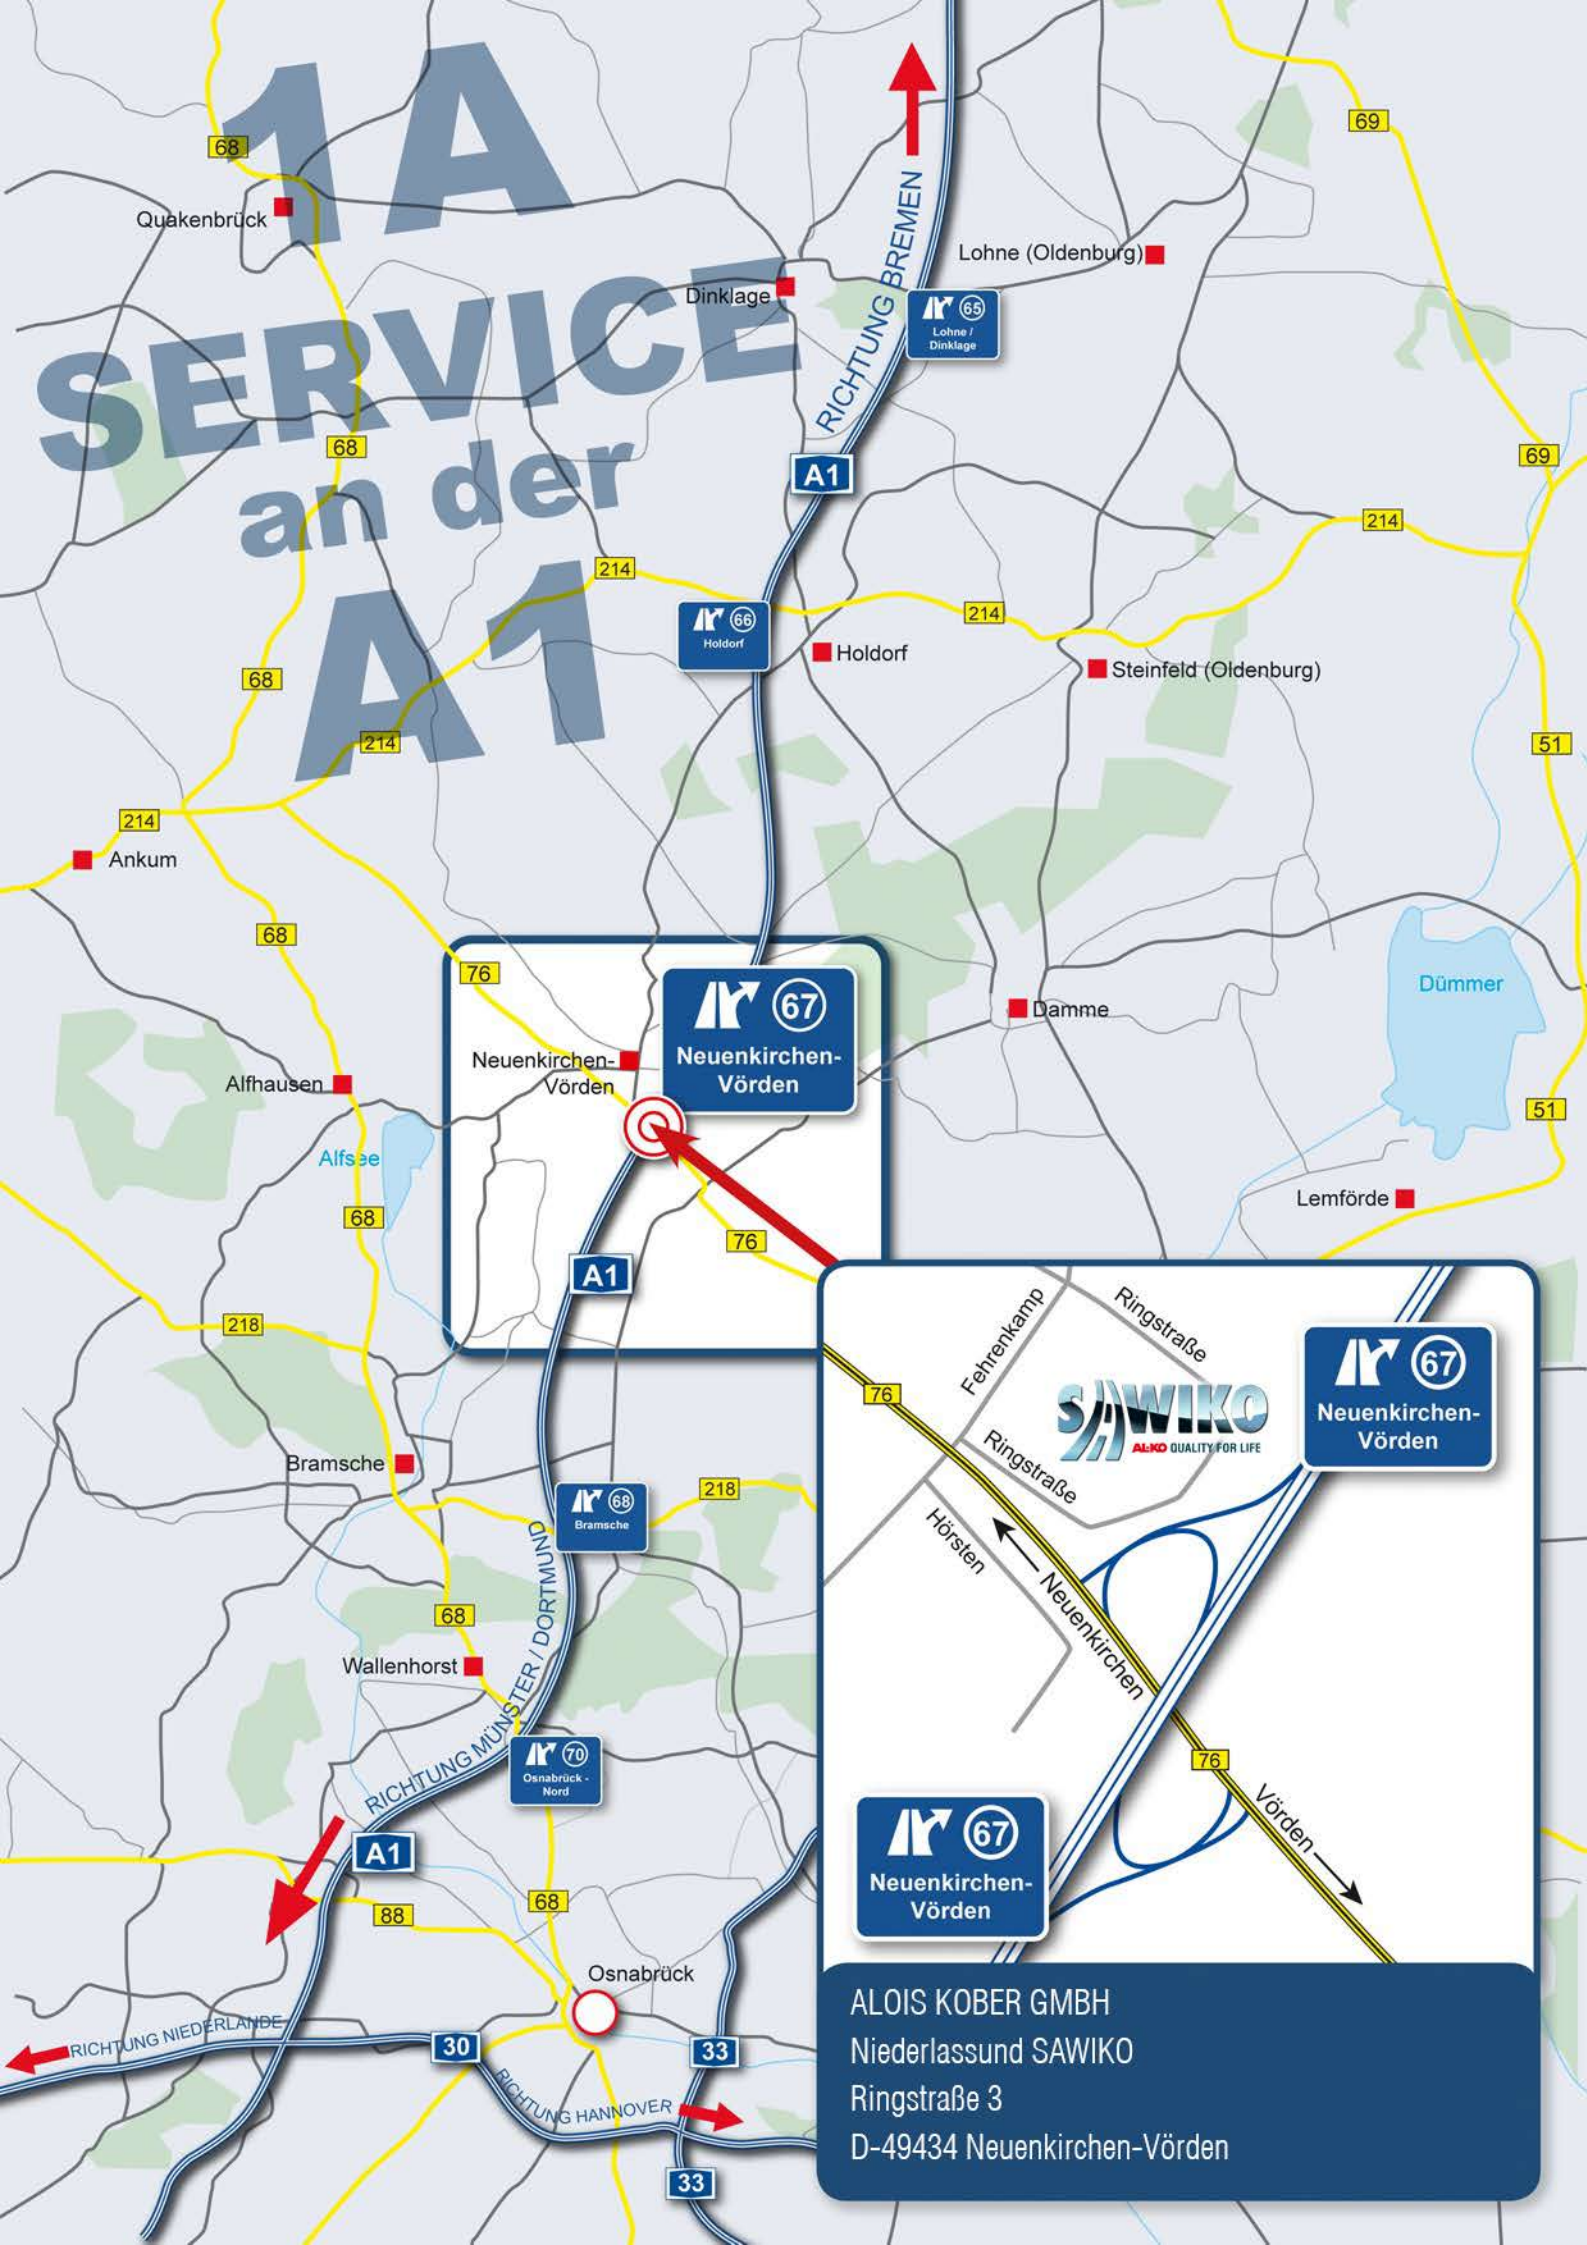 1A
SERVICE
an der
A1
68
Quakenbrück
69
Lohne (Oldenburg)
Dinklage
RICHTUNG BREMEN
65
Lohne /
Dinklage
68
A1
69
214
214
66
Holdorf
214
Holdorf
Steinfeld (Oldenburg)
68
214
51
214
Ankum
68
76
67
Neuenkirchen-
Vörden
Dümmer
Damme
Neuenkirchen-
Vörden
Alfhausen
51
Alfsee
68
Lemförde
76
A1
218
Bramsche
68
Bramsche
218
RICHTUNG MÜNSTER / DORTMUND
68
Wallenhorst
70
Osnabrück -
Nord
A1
88
68
Osnabrück
RICHTUNG NIEDERLANDE
30
33
RICHTUNG HANNOVER
33
Fehrenkamp
Ringstraße
76
SAWIKO
AL-KO QUALITY FOR LIFE
67
Neuenkirchen-
Vörden
Ringstraße
Hörsten
Neuenkirchen
76
Vörden
67
Neuenkirchen-
Vörden
ALOIS KOBER GMBH
Niederlassund SAWIKO
Ringstraße 3
D-49434 Neuenkirchen-Vörden